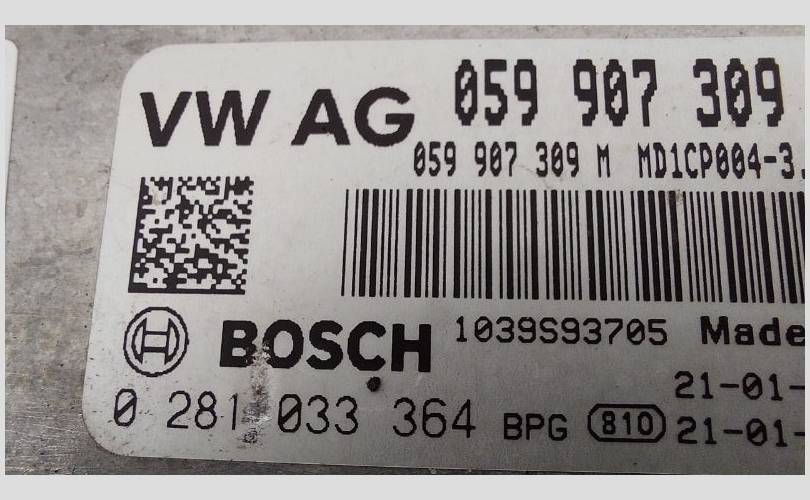 VW AG 059 907 309
059 907 309 M MD1CP004-3.
BOSCH 1039S93705 Made
21-01-
0 281 033 364 BPG 810 21-01-